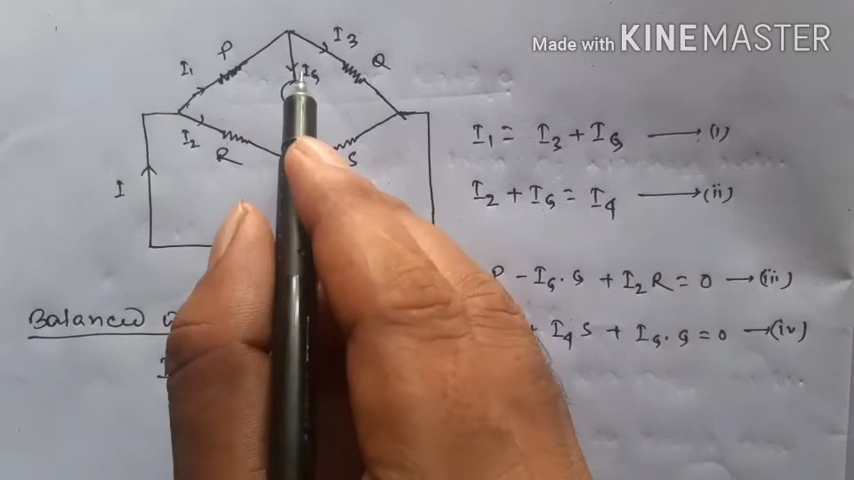 Made with KINEMASTER
I3
P
Q
I1
IG
I1 = I3 + IG → (i)
I2
R
S
I
I2 + IG = I4 → (ii)
P - IG. G + I2 R = 0 → (iii)
Balanced
I4 S + IG. G = 0 → (iv)
I